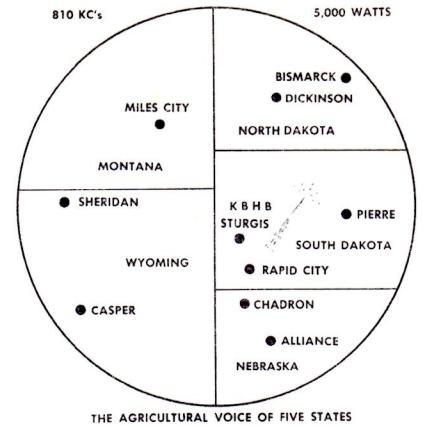 810 KC's
5,000 WATTS
BISMARCK
DICKINSON
NORTH DAKOTA
MILES CITY
MONTANA
SHERIDAN
WYOMING
CASPER
KBHB
STURGIS
PIERRE
SOUTH DAKOTA
RAPID CITY
CHADRON
ALLIANCE
NEBRASKA
THE AGRICULTURAL VOICE OF FIVE STATES